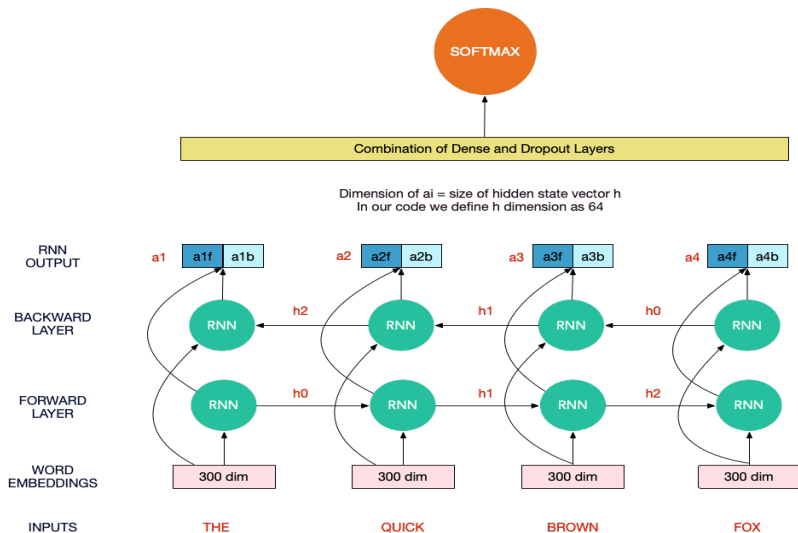 SOFTMAX
Combination of Dense and Dropout Layers
Dimension of ai = size of hidden state vector h
In our code we define h dimension as 64
RNN
OUTPUT
a1 a1f a1b a2 a2f a2b a3 a3f a3b a4 a4f a4b
BACKWARD
LAYER
RNN h2 RNN h1 RNN h0 RNN
FORWARD
LAYER
RNN h0 RNN h1 RNN h2 RNN
WORD
EMBEDDINGS
300 dim 300 dim 300 dim 300 dim
INPUTS THE QUICK BROWN FOX